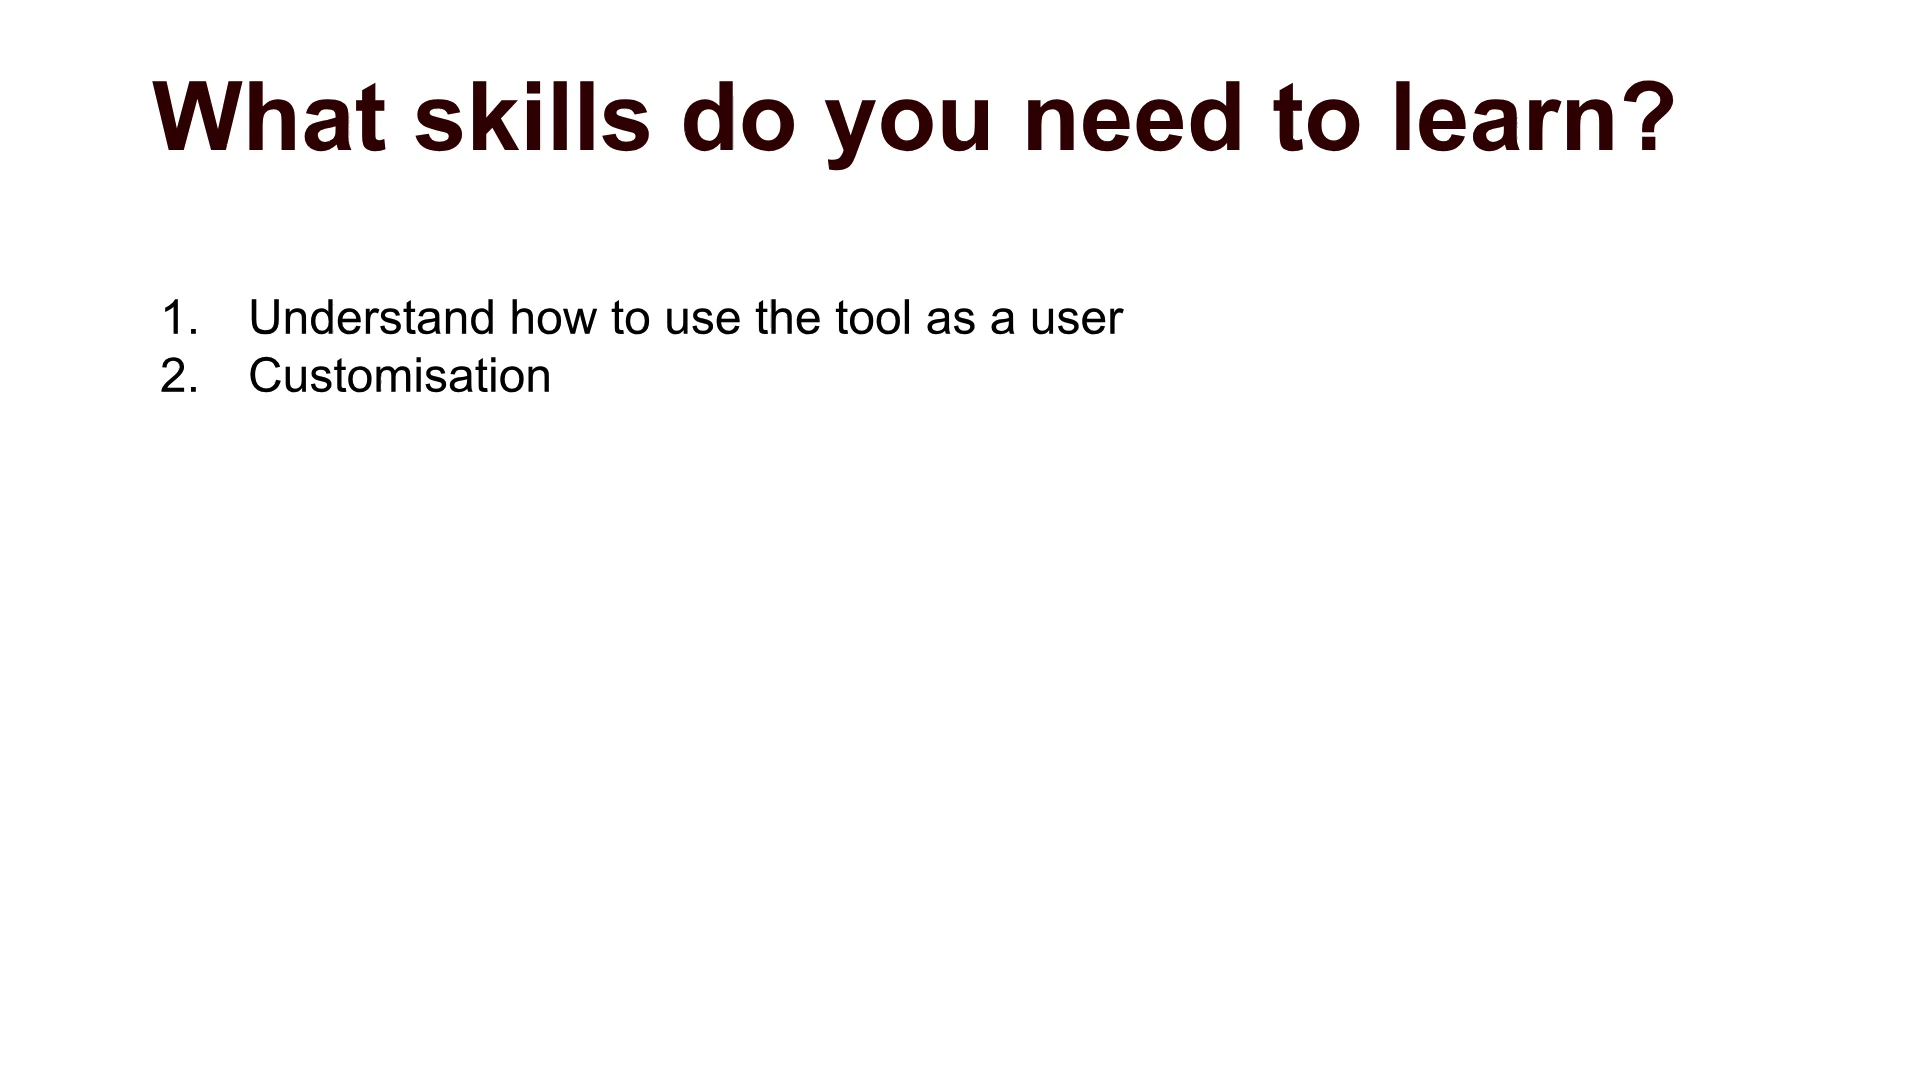 What skills do you need to learn?
1. Understand how to use the tool as a user
2. Customisation